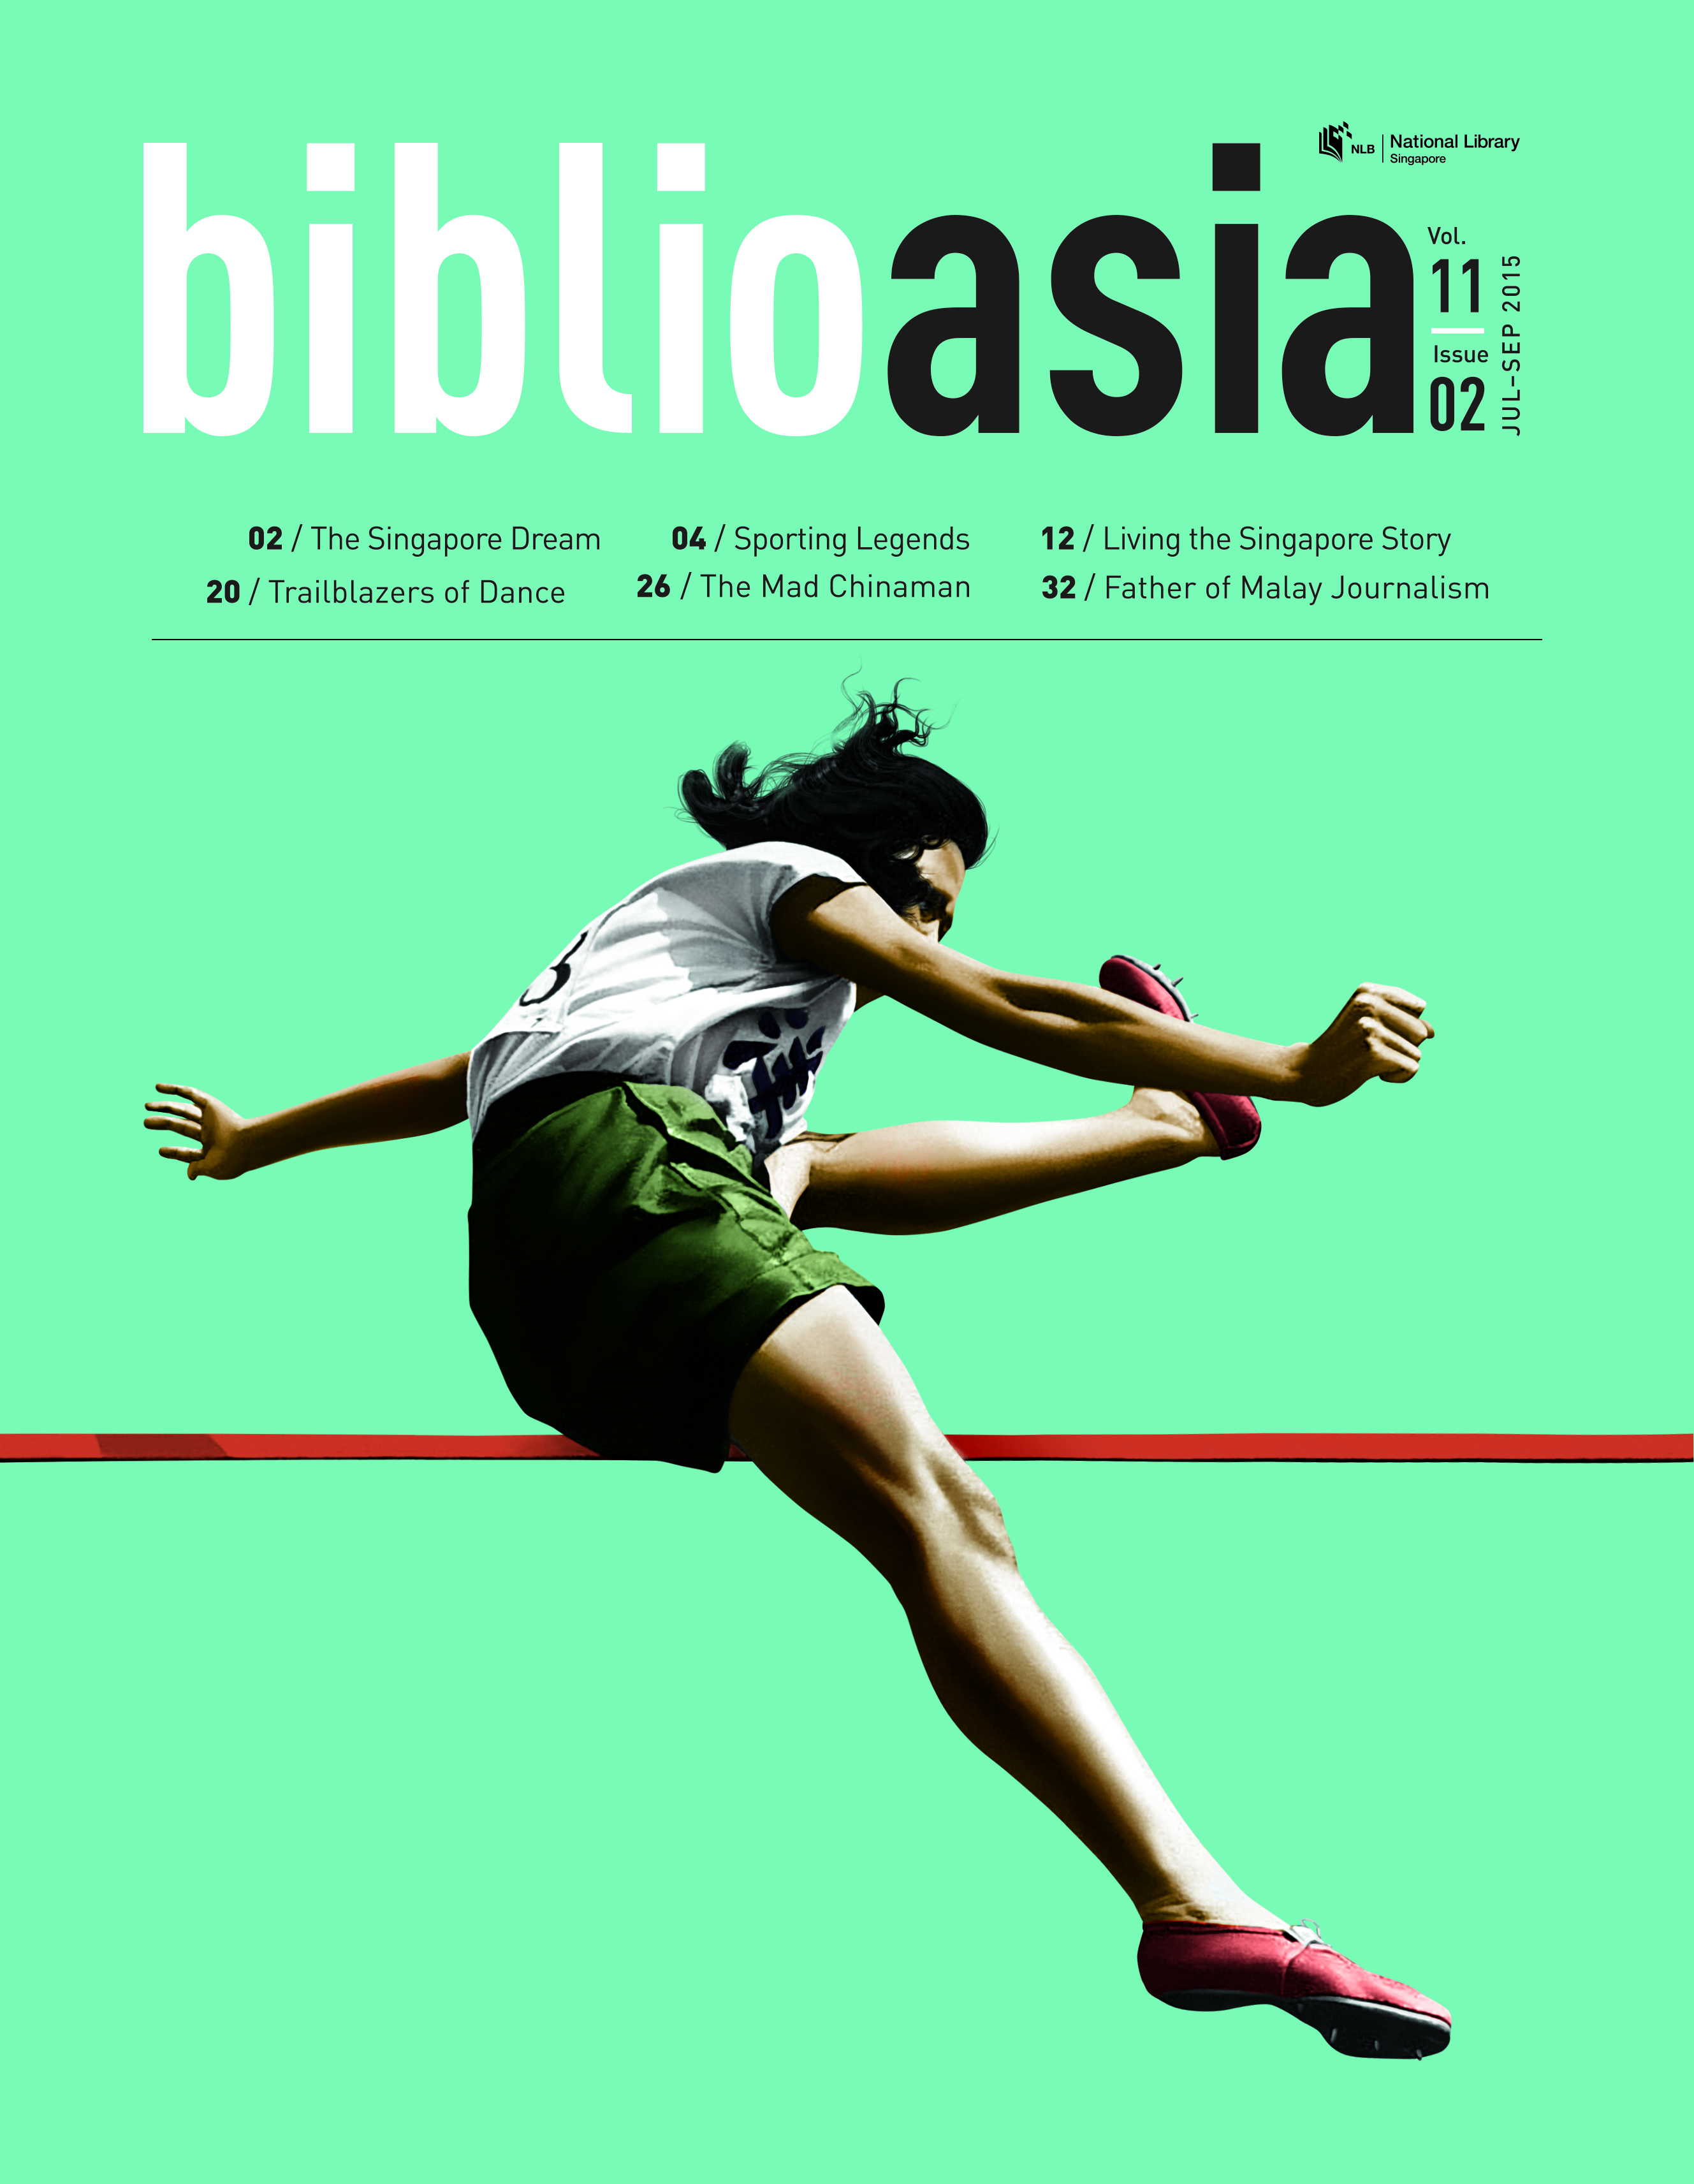 NLB National Library
Singapore
biblioasia
Vol.
11
Issue
02
JUL–SEP 2015
02 / The Singapore Dream
04 / Sporting Legends
12 / Living the Singapore Story
20 / Trailblazers of Dance
26 / The Mad Chinaman
32 / Father of Malay Journalism